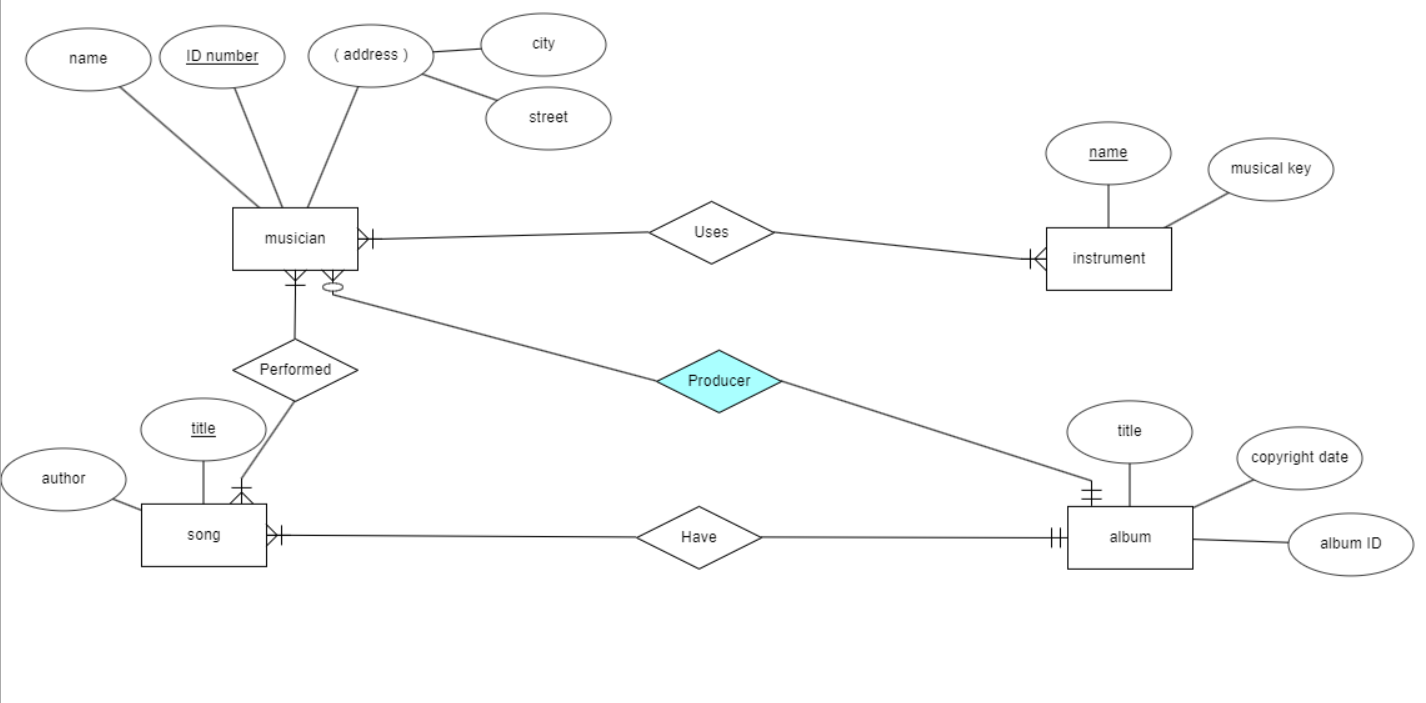 name
ID number
( address )
city
street
name
musical key
musician
Uses
instrument
Performed
Producer
title
author
title
copyright date
song
Have
album
album ID